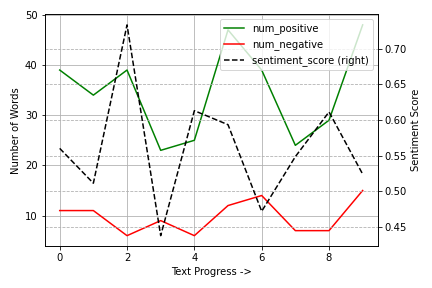 50
40
30
20
10
Number of Words
0
2
4
6
8
Text Progress ->
0.70
0.65
0.60
0.55
0.50
0.45
Sentiment Score
num_positive
num_negative
sentiment_score (right)